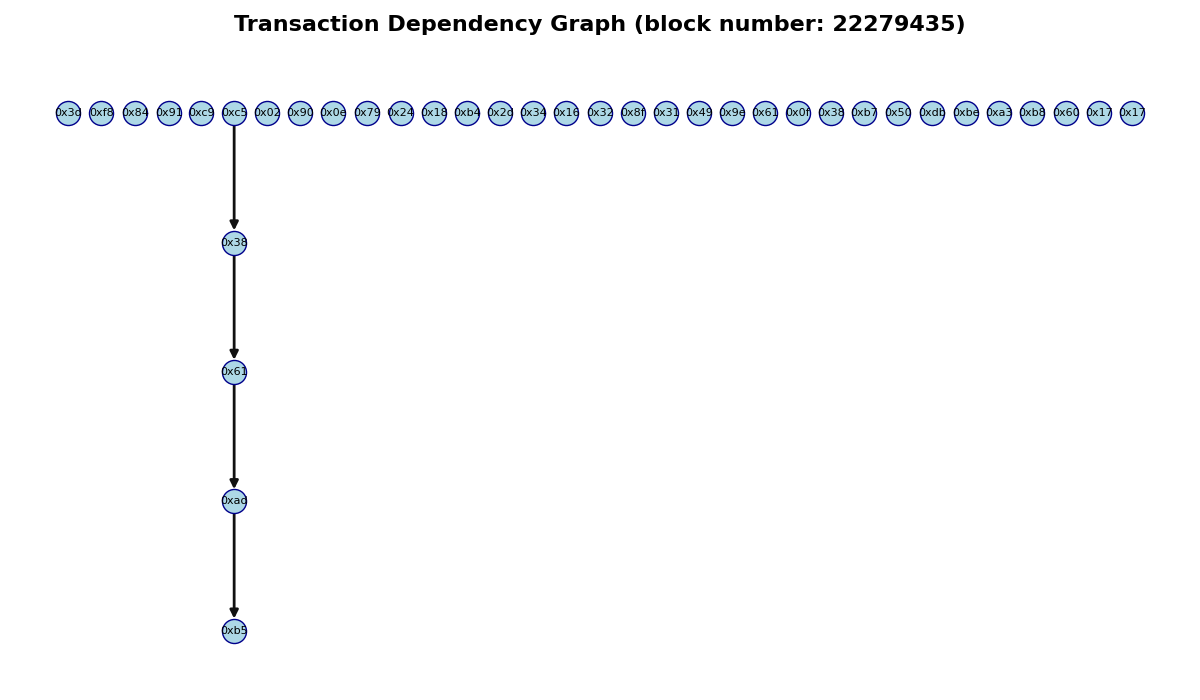 Transaction Dependency Graph (block number: 22279435)
0x3d 0xf8 0x84 0x91 0xc9 0xc5 0x02 0x90 0x0e 0x79 0x24 0x18 0xb4 0x2d 0x34 0x16 0x32 0x8f 0x31 0x49 0x9e 0x61 0x0f 0x38 0xb7 0x50 0xdb 0xbe 0xa3 0xb8 0x60 0x17 0x17
0x38
0x61
0xad
0xb5